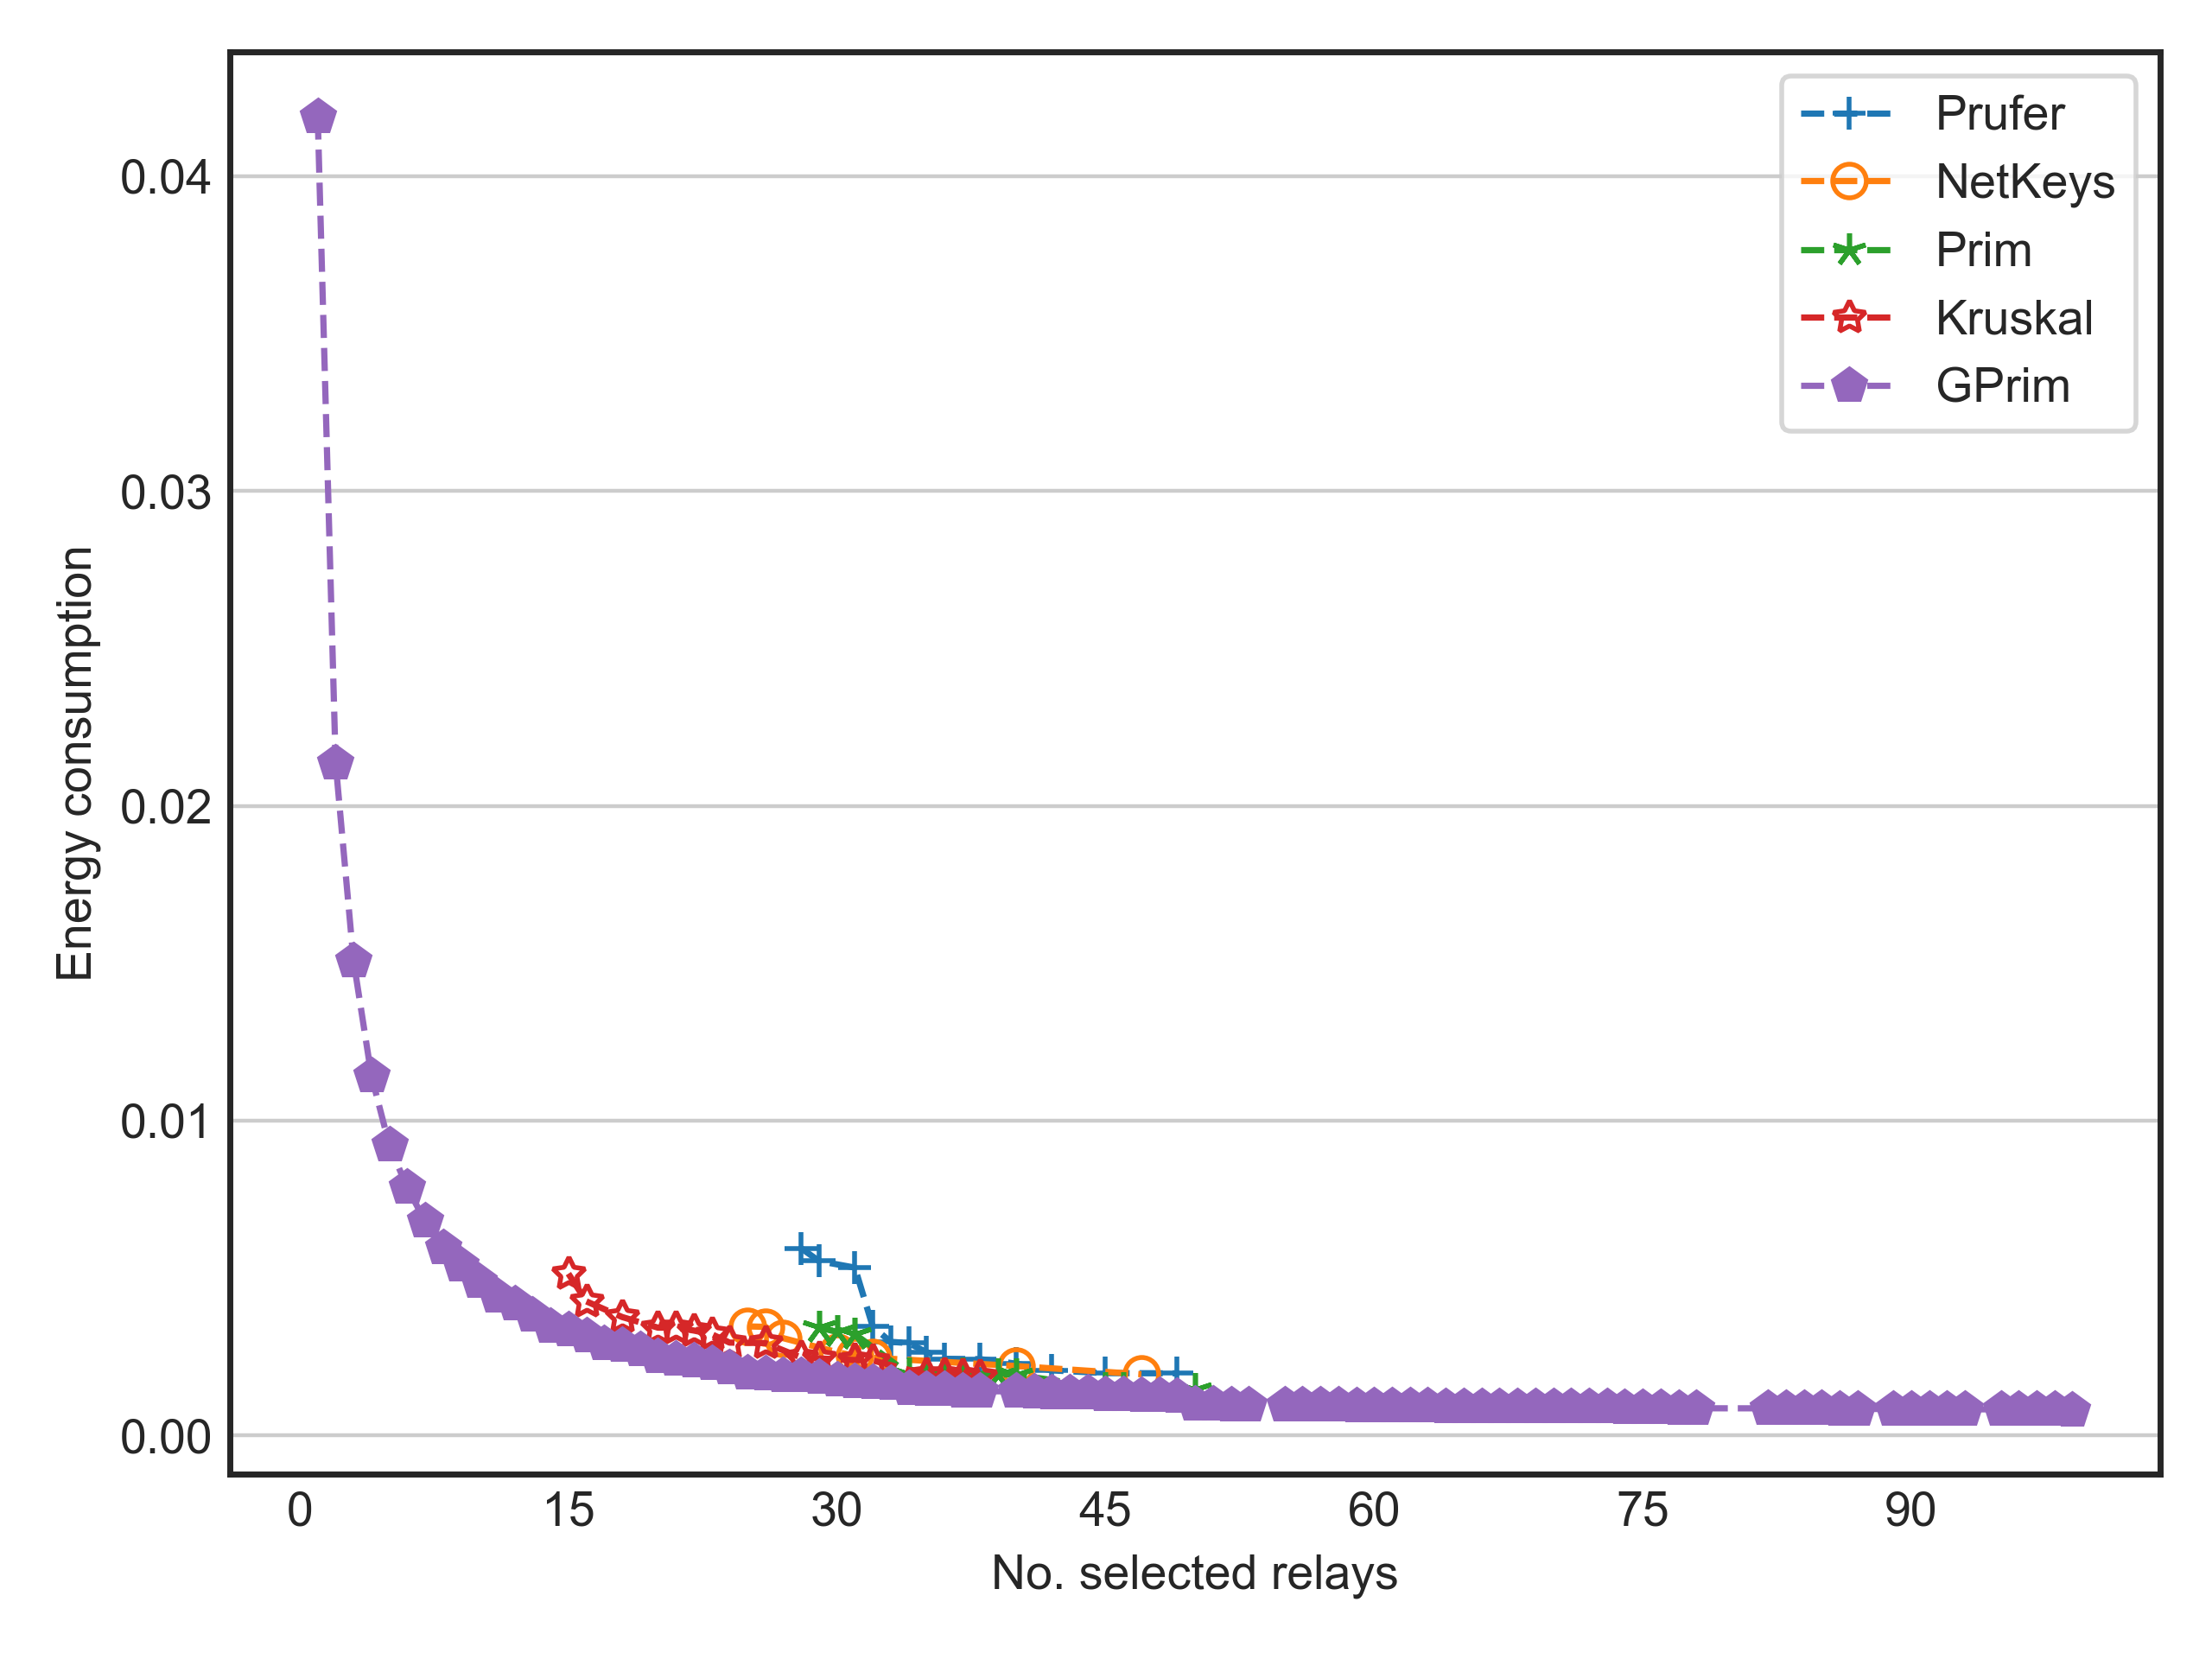 Prufer
NetKeys
Prim
Kruskal
GPrim
0.04
0.03
0.02
0.01
0.00
Energy consumption
0 15 30 45 60 75 90
No. selected relays